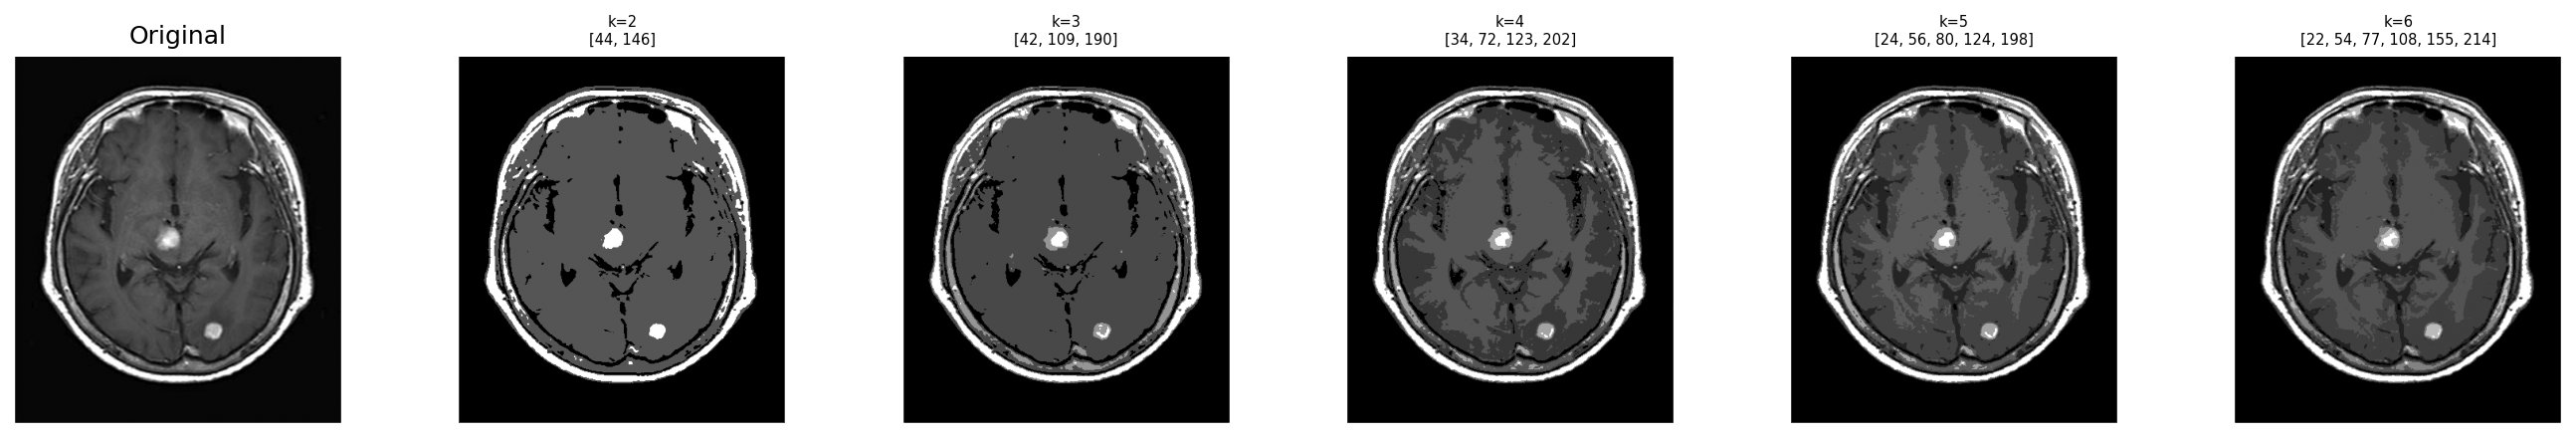 Original
k=2
[44, 146]
k=3
[42, 109, 190]
k=4
[34, 72, 123, 202]
k=5
[24, 56, 80, 124, 198]
k=6
[22, 54, 77, 108, 155, 214]